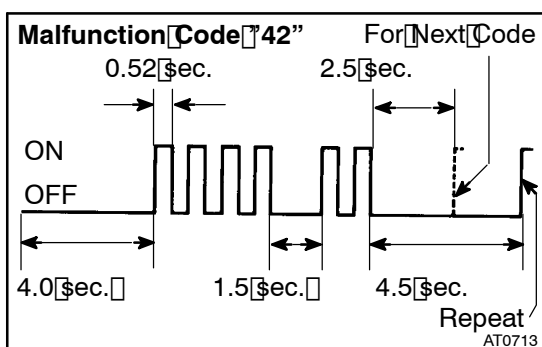 Malfunction Code ”42” For Next Code
0.52 sec. 2.5 sec.
ON
OFF
4.0 sec. 1.5 sec. 4.5 sec.
Repeat
AT0713